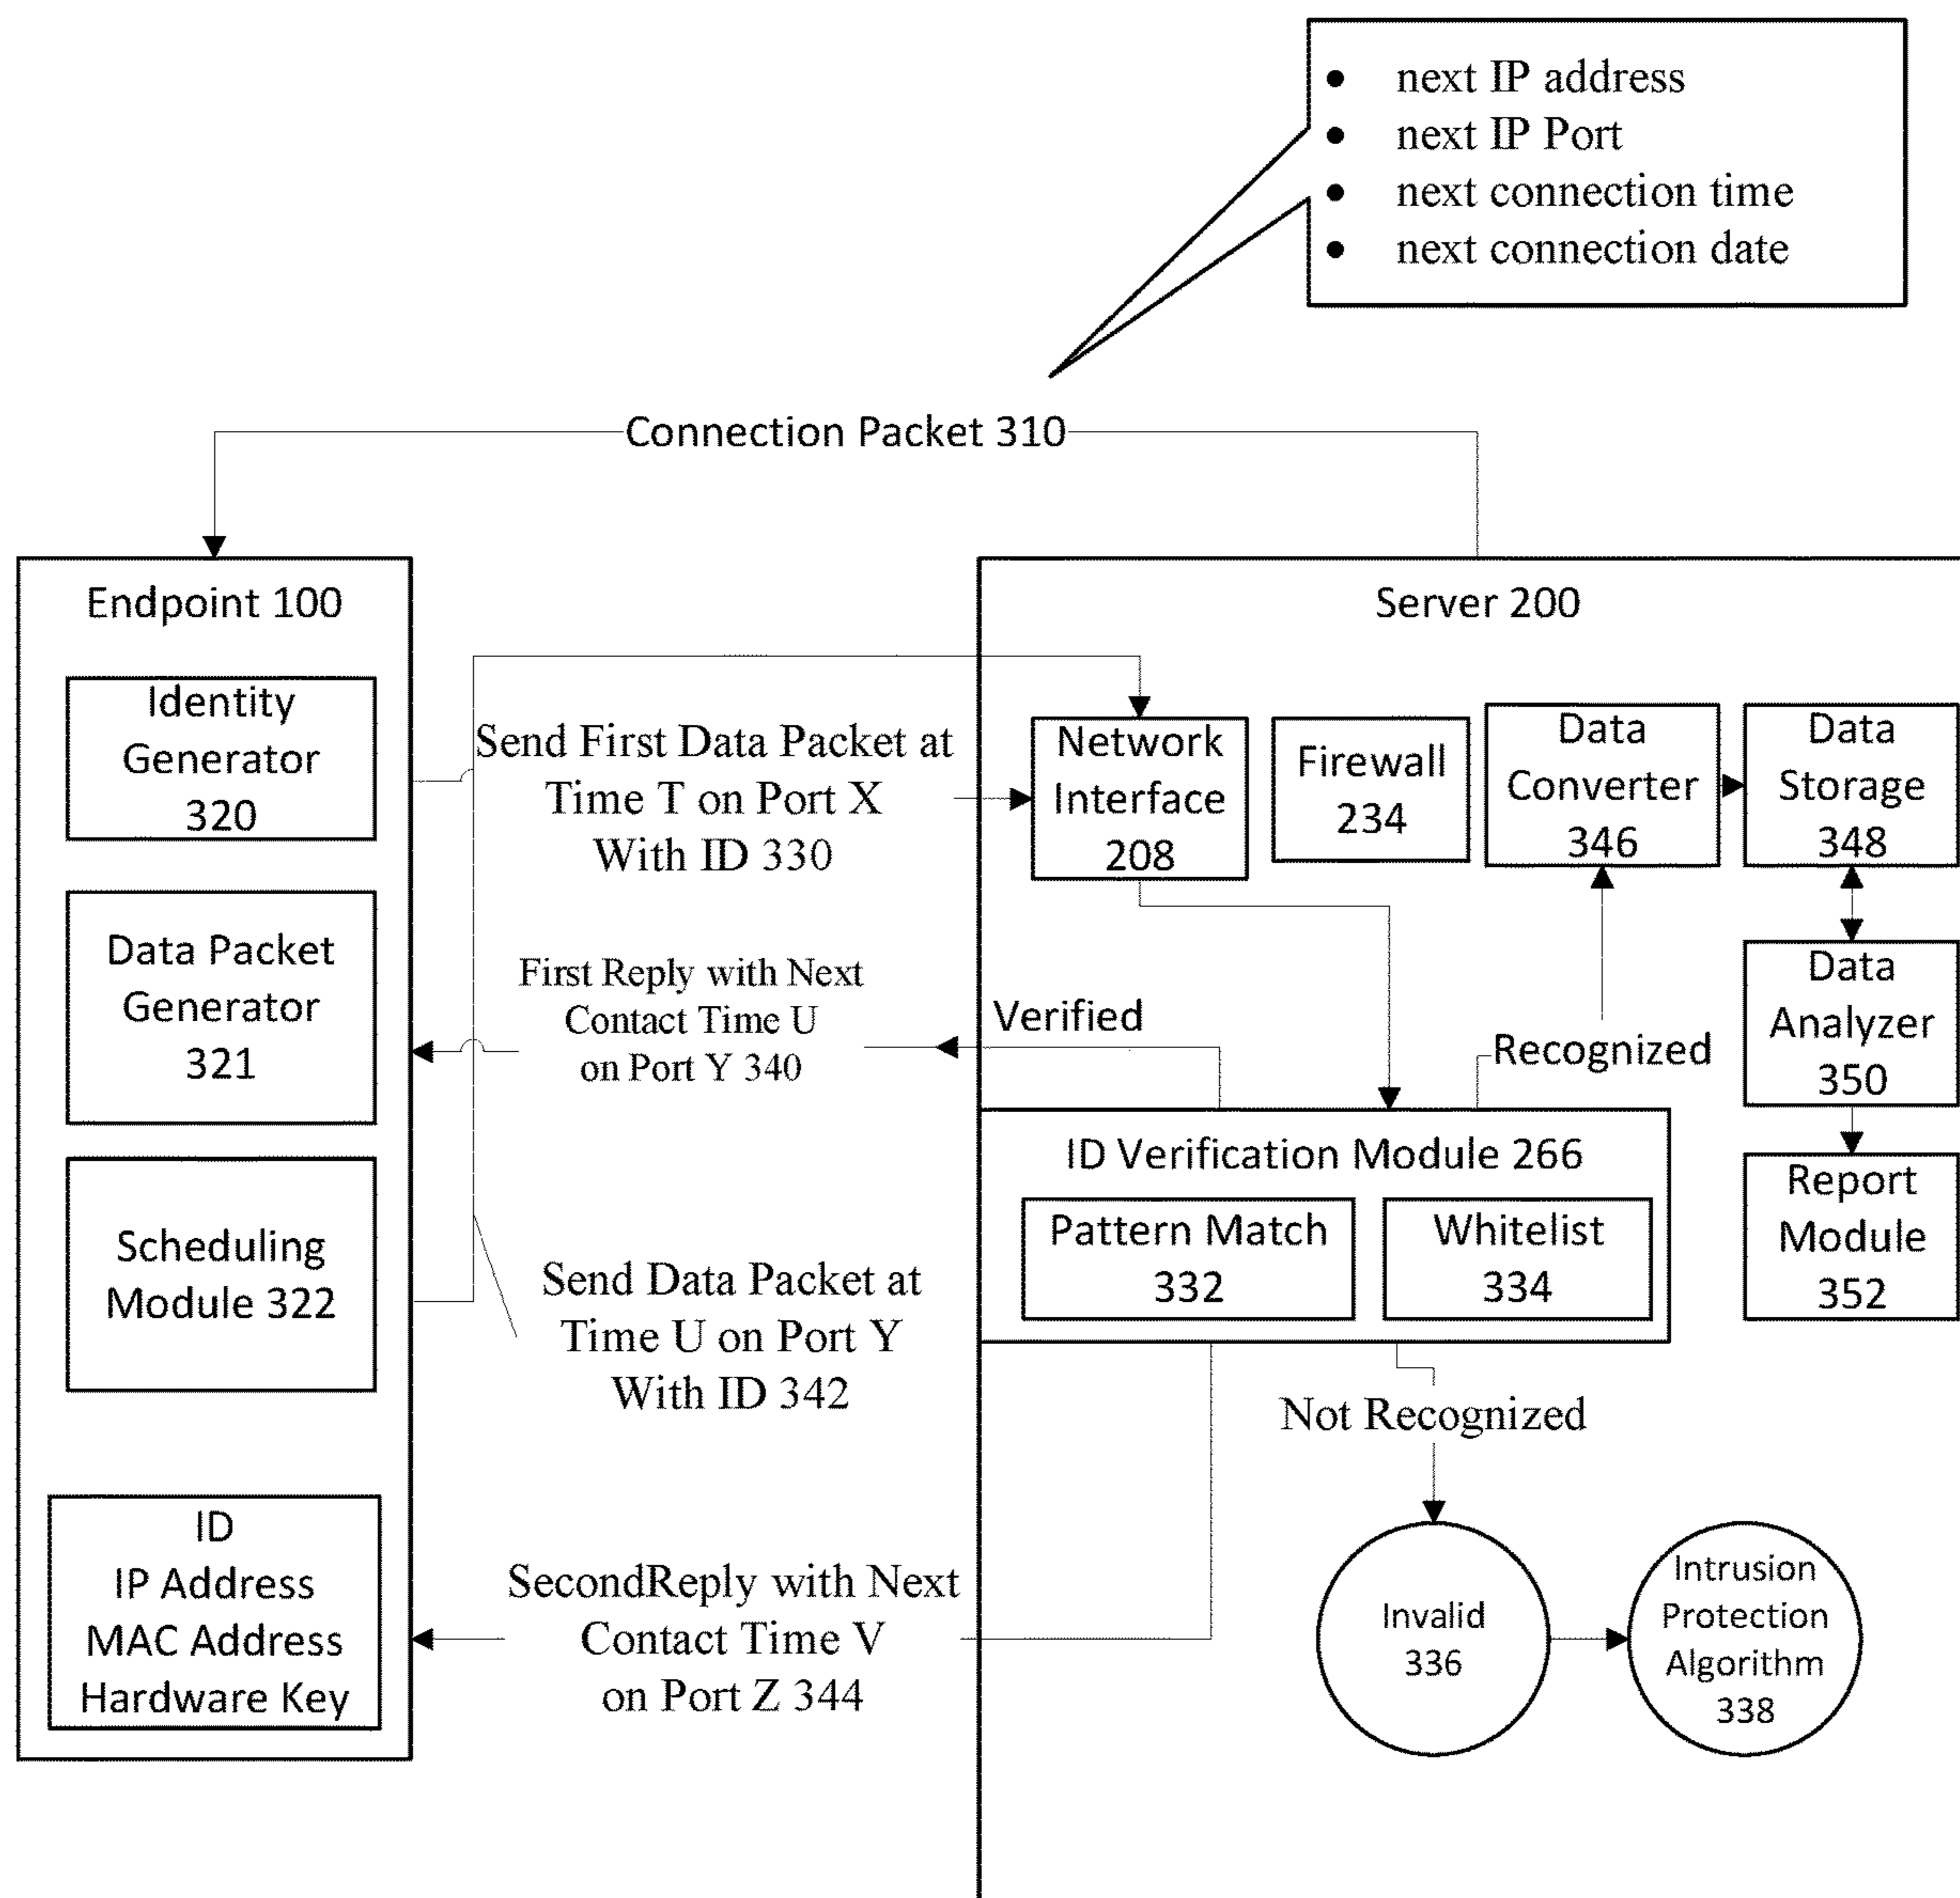 • next IP address
• next IP Port
• next connection time
• next connection date
Connection Packet 310
Endpoint 100
Identity
Generator
320
Data Packet
Generator
321
Scheduling
Module 322
ID
IP Address
MAC Address
Hardware Key
Send First Data Packet at
Time T on Port X
With ID 330
First Reply with Next
Contact Time U
on Port Y 340
Send Data Packet at
Time U on Port Y
With ID 342
SecondReply with Next
Contact Time V
on Port Z 344
Server 200
Network
Interface
208
Firewall
234
Data
Converter
346
Data
Storage
348
Verified
Recognized
Data
Analyzer
350
ID Verification Module 266
Pattern Match
332
Whitelist
334
Report
Module
352
Not Recognized
Invalid
336
Intrusion
Protection
Algorithm
338